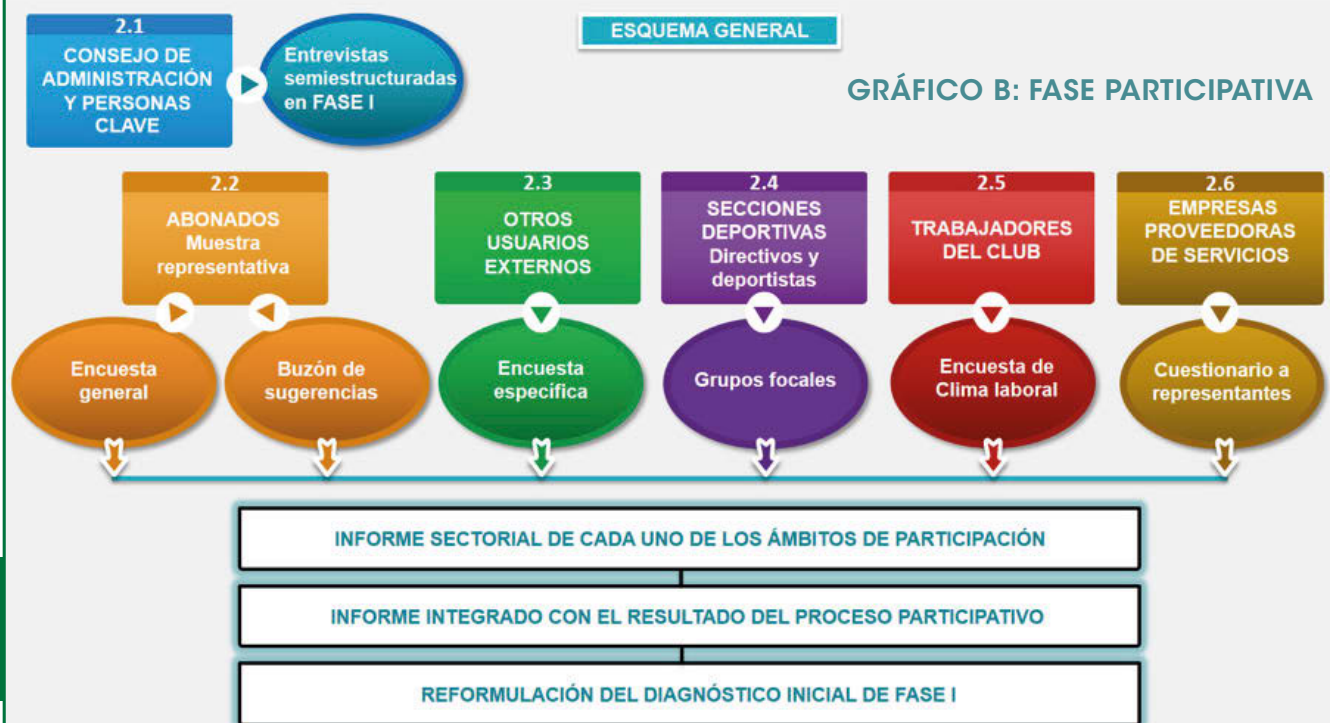 ESQUEMA GENERAL
GRÁFICO B: FASE PARTICIPATIVA
2.1
CONSEJO DE
ADMINISTRACIÓN
Y PERSONAS
CLAVE
Entrevistas
semiestructuradas
en FASE I
2.2
ABONADOS
Muestra
representativa
2.3
OTROS
USUARIOS
EXTERNOS
2.4
SECCIONES
DEPORTIVAS
Directivos y
deportistas
2.5
TRABAJADORES
DEL CLUB
2.6
EMPRESAS
PROVEEDORAS
DE SERVICIOS
Encuesta
general
Buzón de
sugerencias
Encuesta
específica
Grupos focales
Encuesta de
Clima laboral
Cuestionario a
representantes
INFORME SECTORIAL DE CADA UNO DE LOS ÁMBITOS DE PARTICIPACIÓN
INFORME INTEGRADO CON EL RESULTADO DEL PROCESO PARTICIPATIVO
REFORMULACIÓN DEL DIAGNÓSTICO INICIAL DE FASE I